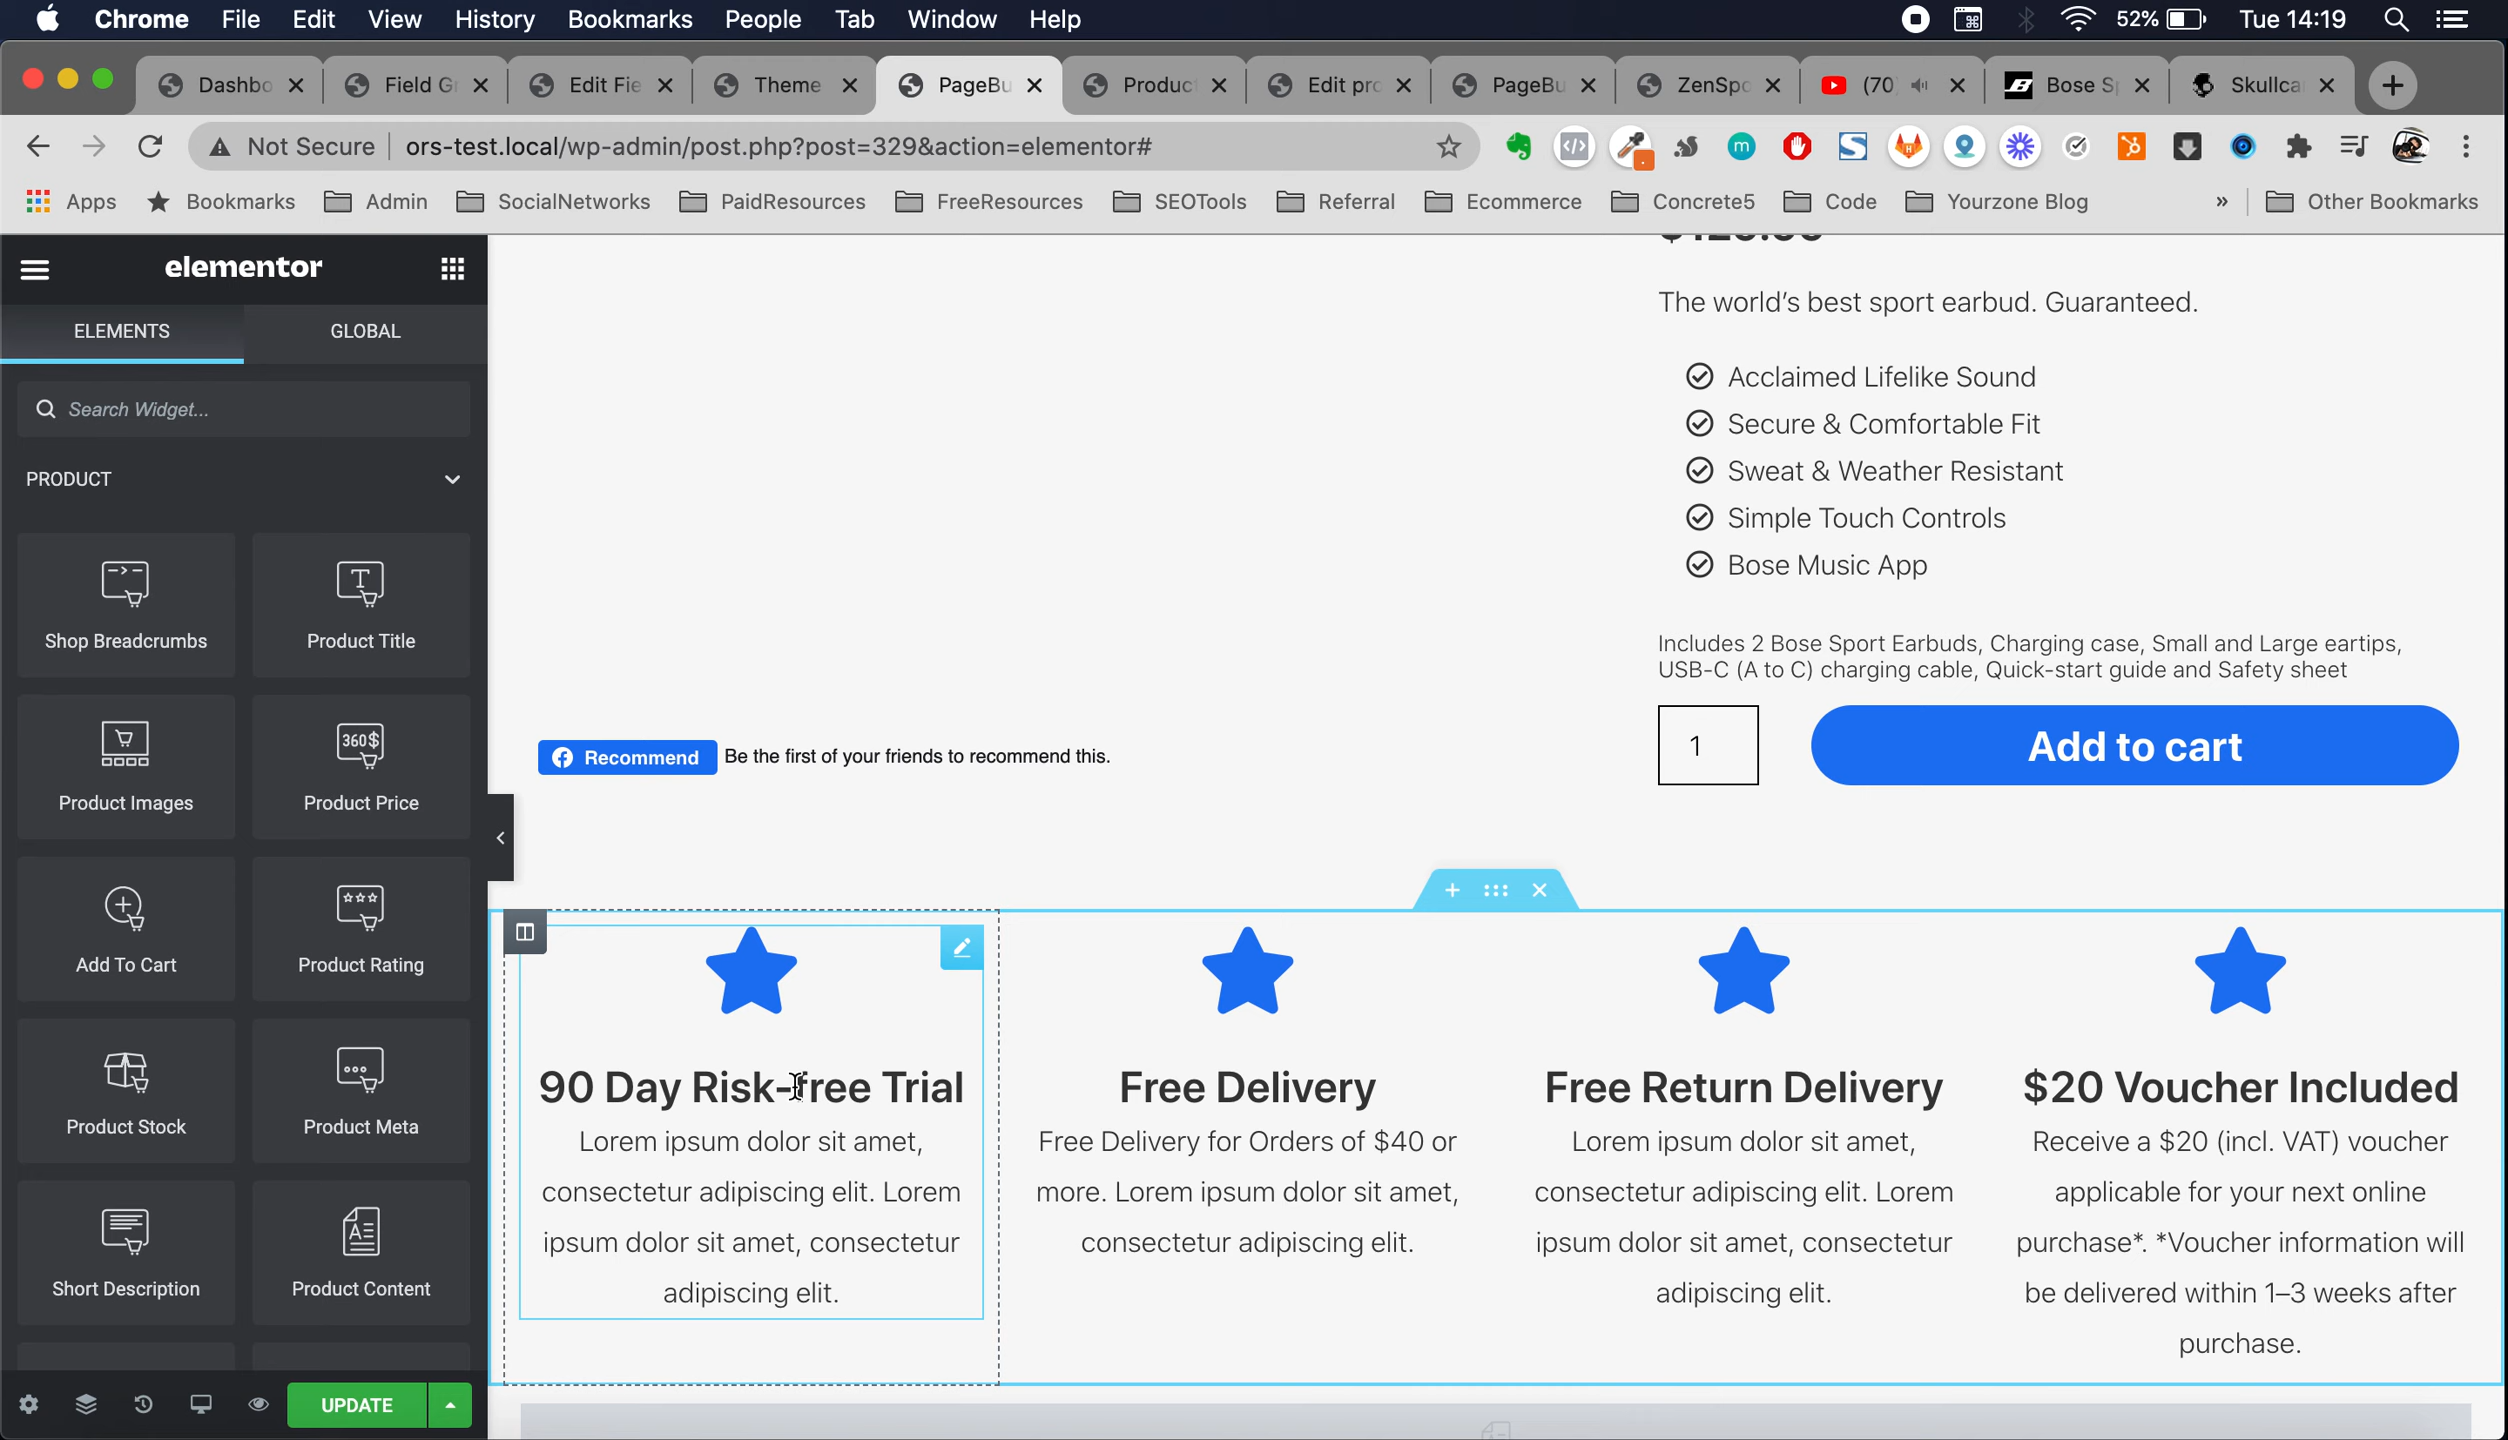 Chrome File Edit View History Bookmarks People Tab Window Help 52% Tue 14:19
Dashbo Field G Edit Fie Theme PageBu Produc Edit pro PageBu ZenSpo (70 Bose S Skullca
Not Secure ors-test.local/wp-admin/post.php?post=329&action=elementor#
Apps Bookmarks Admin SocialNetworks PaidResources FreeResources SEOTools Referral Ecommerce Concrete5 Code Yourzone Blog » Other Bookmarks
elementor
ELEMENTS GLOBAL
Search Widget...
PRODUCT
Shop Breadcrumbs Product Title
360$
Product Images Product Price
Add To Cart Product Rating
Product Stock Product Meta
Short Description Product Content
UPDATE
The world's best sport earbud. Guaranteed.
Acclaimed Lifelike Sound
Secure & Comfortable Fit
Sweat & Weather Resistant
Simple Touch Controls
Bose Music App
Includes 2 Bose Sport Earbuds, Charging case, Small and Large eartips,
USB-C (A to C) charging cable, Quick-start guide and Safety sheet
1 Add to cart
Recommend Be the first of your friends to recommend this.
90 Day Risk-free Trial
Lorem ipsum dolor sit amet,
consectetur adipiscing elit. Lorem
ipsum dolor sit amet, consectetur
adipiscing elit.
Free Delivery
Free Delivery for Orders of $40 or
more. Lorem ipsum dolor sit amet,
consectetur adipiscing elit.
Free Return Delivery
Lorem ipsum dolor sit amet,
consectetur adipiscing elit. Lorem
ipsum dolor sit amet, consectetur
adipiscing elit.
$20 Voucher Included
Receive a $20 (incl. VAT) voucher
applicable for your next online
purchase*. *Voucher information will
be delivered within 1–3 weeks after
purchase.